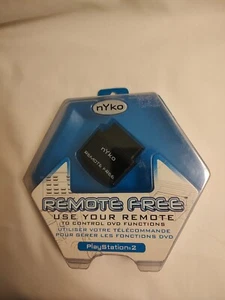 nyko
nyko
REMOTE FREE
REMOTE FREE™
USE YOUR REMOTE
TO CONTROL DVD FUNCTIONS
UTILISER VOTRE TÉLÉCOMMANDE
POUR GÉRER LES FONCTIONS DVD
PlayStation®2